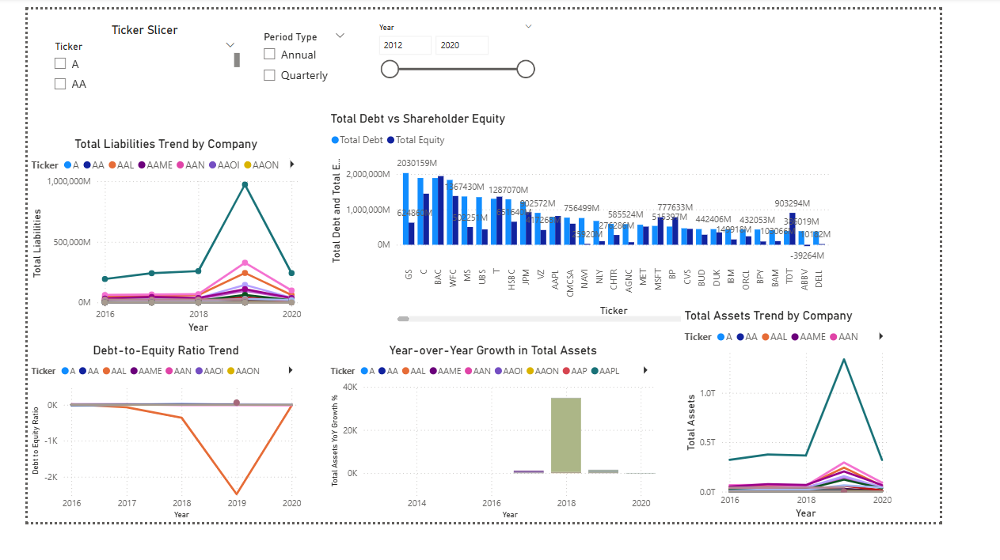 Ticker Slicer
Ticker
A
AA
Period Type
Annual
Quarterly
Year
2012 2020
Total Liabilities Trend by Company
Ticker A AA AAL AAME AAN AAOI AAON
Total Liabilities
1,000,000M
500,000M
0M
2016 2018 2020
Year
Total Debt vs Shareholder Equity
Total Debt Total Equity
Total Debt and Total E...
2,000,000M
1,000,000M
0M
2030159M
1367430M 1287070M
756499M
585524M
777633M
515397M
442406M
432053M
903294M
-39264M
GS C BAC WFC MS UBS T HSBC JPM VZ AAPL CMCSA NAVI NLY CHTR AGNC MET MSFT BP CVS BUD DUK IBM ORCL BPY BAM TOT ABBV DELL
Ticker
Debt-to-Equity Ratio Trend
Ticker A AA AAL AAME AAN AAOI AAON
Debt to Equity Ratio
0K
-1K
-2K
2016 2017 2018 2019 2020
Year
Year-over-Year Growth in Total Assets
Ticker A AA AAL AAME AAN AAOI AAON AAP AAPL
Total Assets YoY Growth %
40K
20K
0K
2014 2016 2018 2020
Year
Total Assets Trend by Company
Ticker A AA AAL AAME AAN
Total Assets
1.0T
0.5T
0.0T
2016 2018 2020
Year